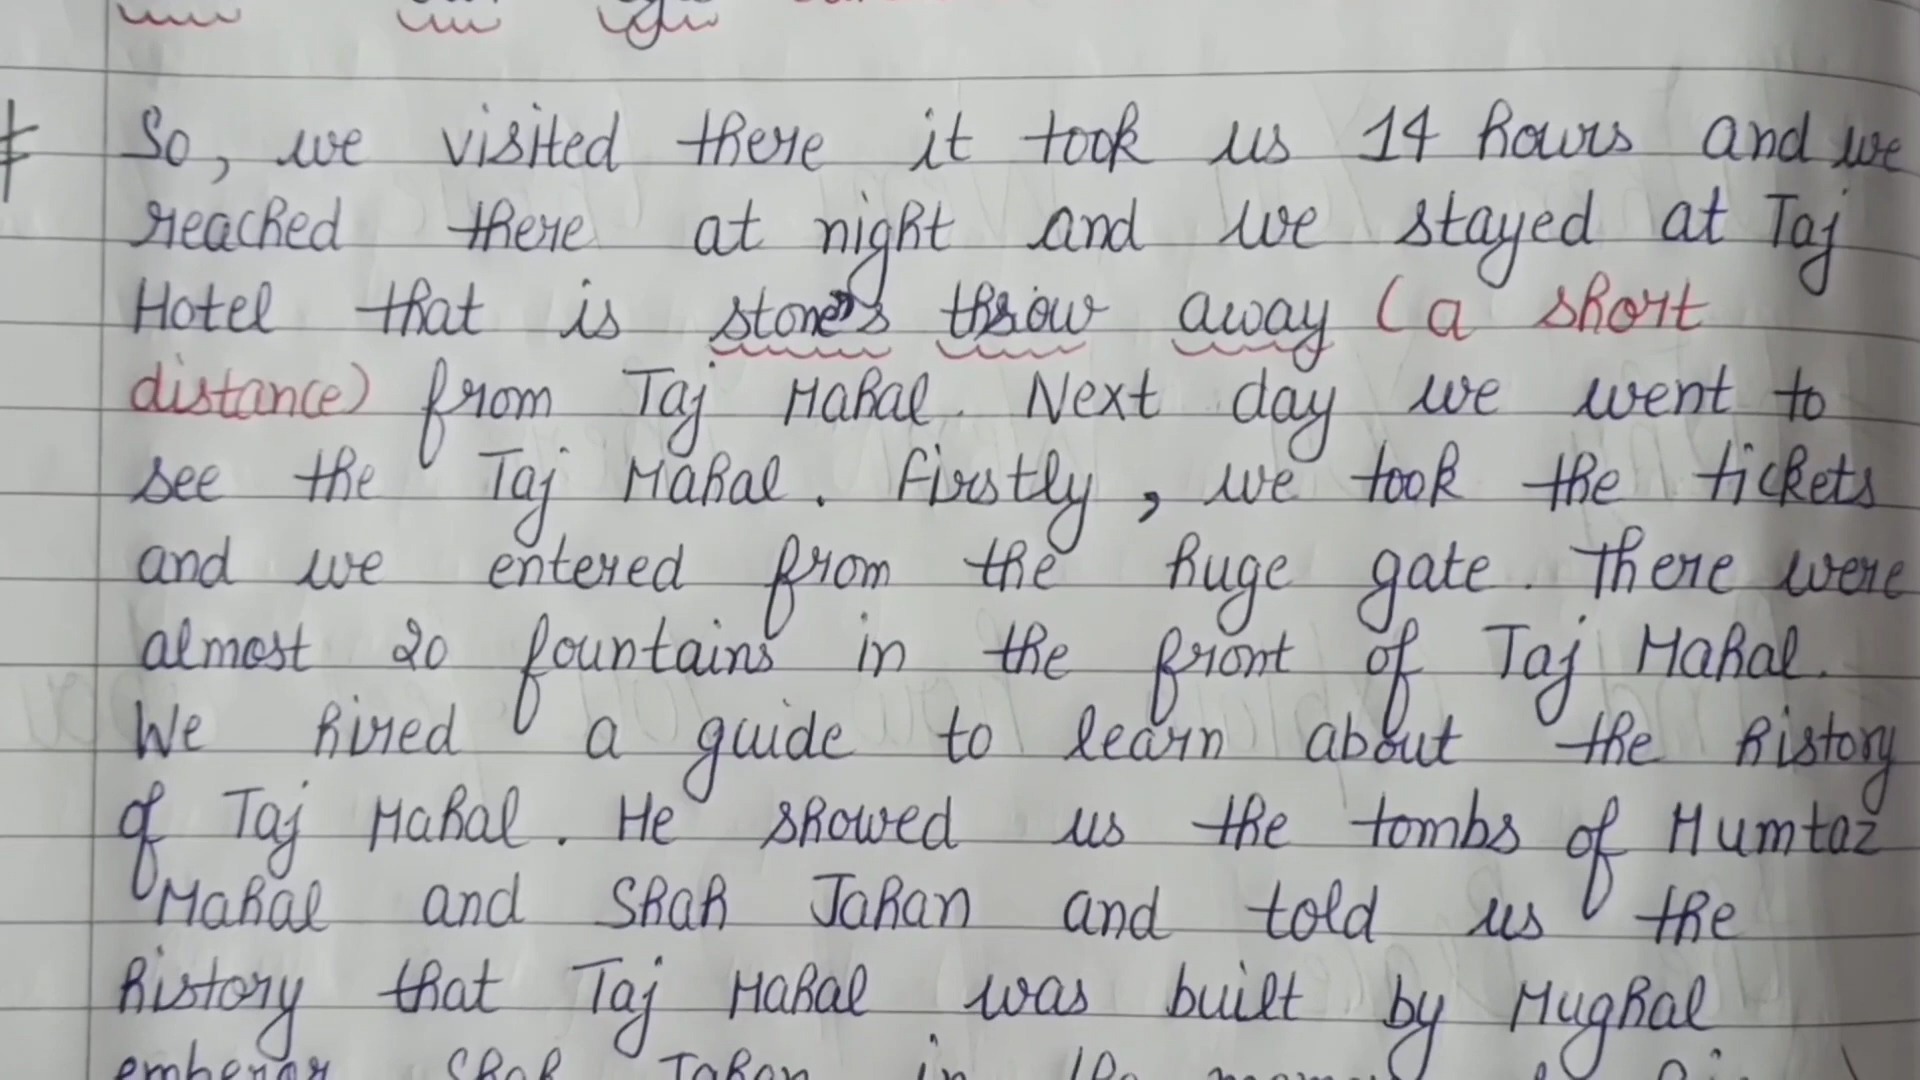 So, we visited there it took us 14 hours and we
reached there at night and we stayed at Taj
Hotel that is stone's throw away (a short
distance) from Taj Mahal. Next day we went to
see the Taj Mahal. Firstly, we took the tickets
and we entered from the huge gate. There were
almost 20 fountains in the front of Taj Mahal.
We hired a guide to learn about the history
of Taj Mahal. He showed us the tombs of Mumtaz
Mahal and Shah Jahan and told us the
history that Taj Mahal was built by Mughal
emberor Shah Jahan in the